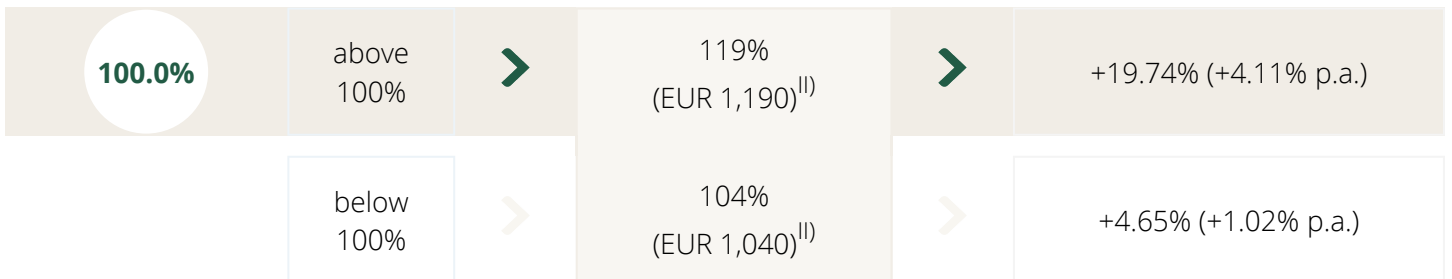 100.0%
above
100%
119%
(EUR 1,190)II)
+19.74% (+4.11% p.a.)
below
100%
104%
(EUR 1,040)II)
+4.65% (+1.02% p.a.)